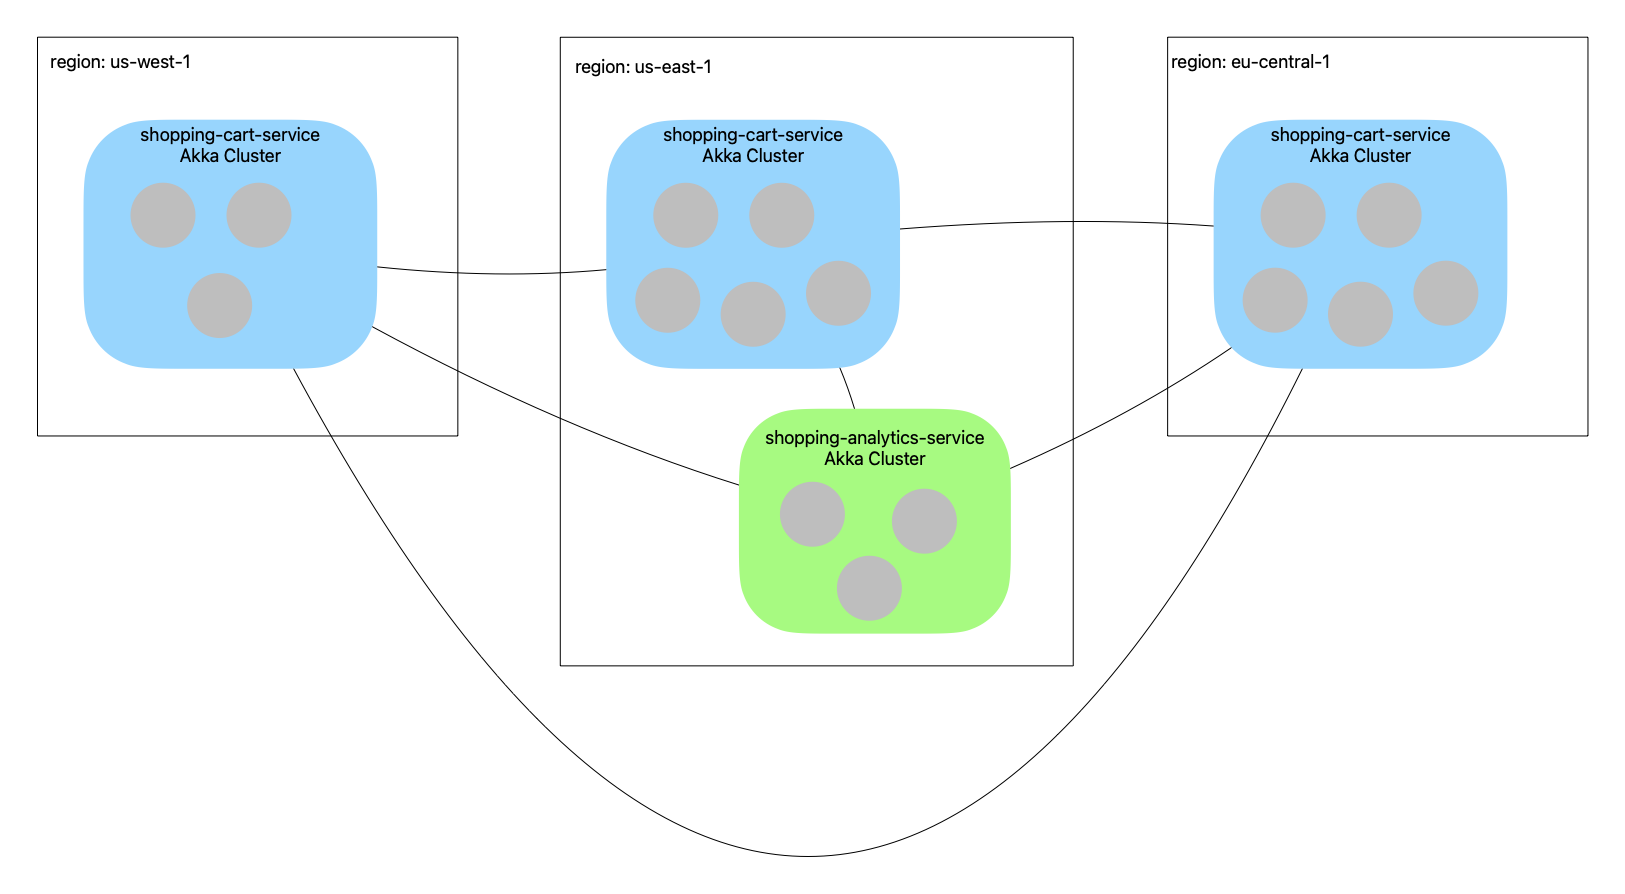 region: us-west-1
shopping-cart-service
Akka Cluster
region: us-east-1
shopping-cart-service
Akka Cluster
shopping-analytics-service
Akka Cluster
region: eu-central-1
shopping-cart-service
Akka Cluster